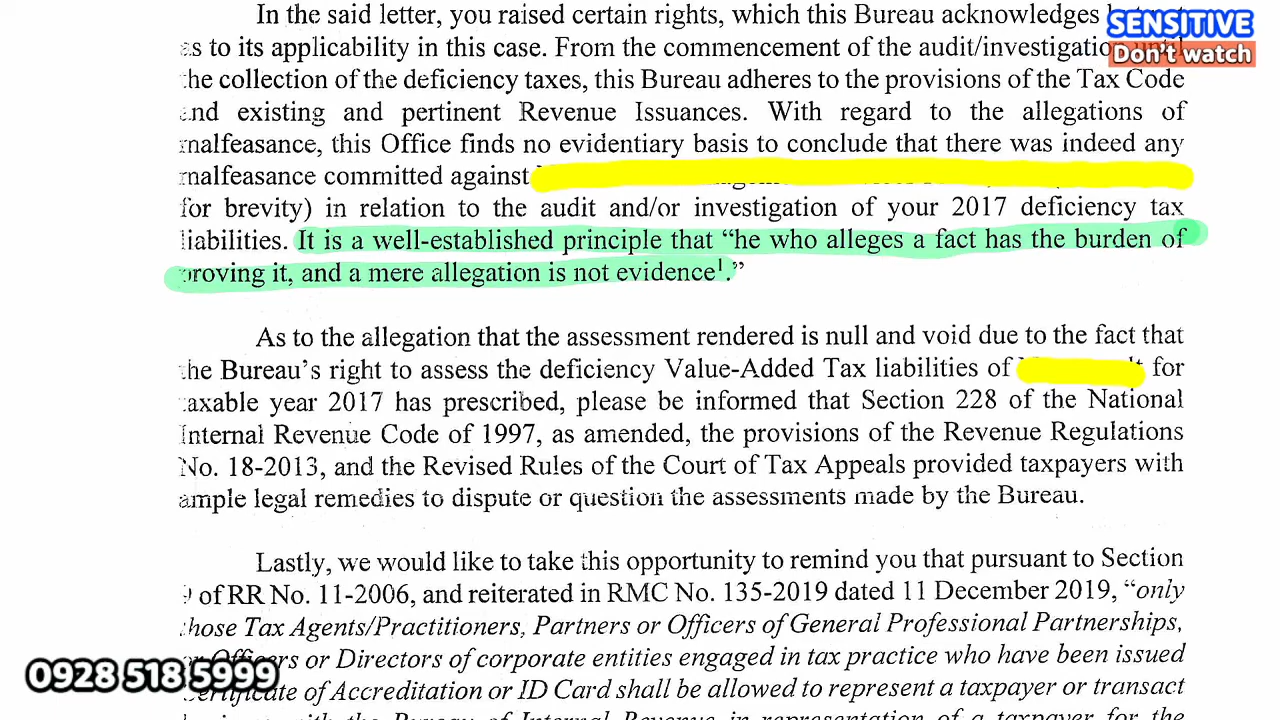 In the said letter, you raised certain rights, which this Bureau acknowledges
SENSITIVE
as to its applicability in this case. From the commencement of the audit/investigation until
Don't watch
the collection of the deficiency taxes, this Bureau adheres to the provisions of the Tax Code
and existing and pertinent Revenue Issuances. With regard to the allegations of
malfeasance, this Office finds no evidentiary basis to conclude that there was indeed any
malfeasance committed against
for brevity) in relation to the audit and/or investigation of your 2017 deficiency tax
liabilities. It is a well-established principle that “he who alleges a fact has the burden of
proving it, and a mere allegation is not evidence¹.”
As to the allegation that the assessment rendered is null and void due to the fact that
the Bureau's right to assess the deficiency Value-Added Tax liabilities of for
taxable year 2017 has prescribed, please be informed that Section 228 of the National
Internal Revenue Code of 1997, as amended, the provisions of the Revenue Regulations
No. 18-2013, and the Revised Rules of the Court of Tax Appeals provided taxpayers with
ample legal remedies to dispute or question the assessments made by the Bureau.
Lastly, we would like to take this opportunity to remind you that pursuant to Section
of RR No. 11-2006, and reiterated in RMC No. 135-2019 dated 11 December 2019, “only
those Tax Agents/Practitioners, Partners or Officers of General Professional Partnerships,
or Officers or Directors of corporate entities engaged in tax practice who have been issued
0928 518 5999
Certificate of Accreditation or ID Card shall be allowed to represent a taxpayer or transact
with the Bureau of Internal Revenue in representation of a taxpayer for the